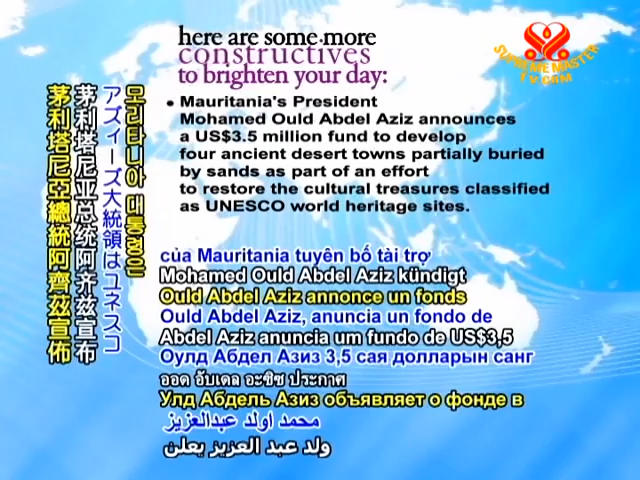 here are some more
constructives
to brighten your day:
SUPREME MASTER
TV.COM
• Mauritania's President
Mohamed Ould Abdel Aziz announces
a US$3.5 million fund to develop
four ancient desert towns partially buried
by sands as part of an effort
to restore the cultural treasures classified
as UNESCO world heritage sites.
茅利塔尼亞總統阿齊茲宣佈
茅利塔尼亚总统阿齐兹宣布
アズィーズ大統領はユネスコ
모리타니아 대통령은
của Mauritania tuyên bố tài trợ
Mohamed Ould Abdel Aziz kündigt
Ould Abdel Aziz annonce un fonds
Ould Abdel Aziz, anuncia un fondo de
Abdel Aziz anuncia um fundo de US$3,5
Оулд Абдел Азиз 3,5 сая долларын санг
ออด อับเดล อะซิซ ประกาศ
Улд Абдель Азиз объявляет о фонде в
محمد اولد عبدالعزیز
ولد عبد العزيز يعلن